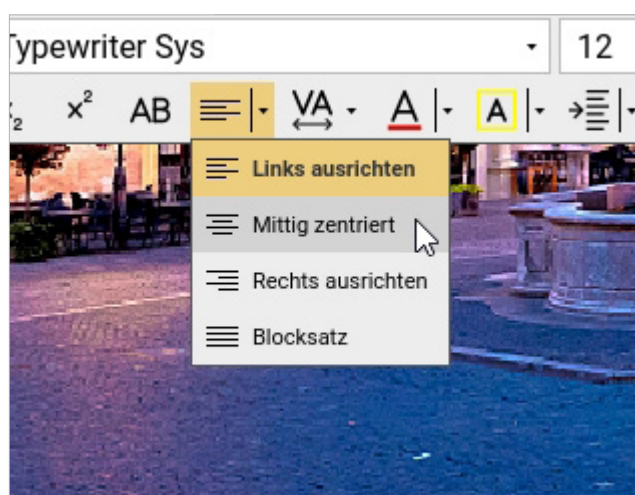 Typewriter Sys 12
x² AB VA A A
Links ausrichten
Mittig zentriert
Rechts ausrichten
Blocksatz